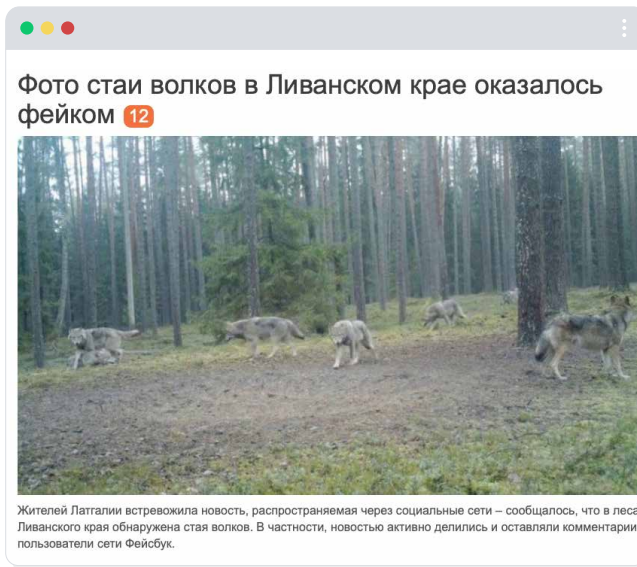 Фото стаи волков в Ливанском крае оказалось
фейком 12
Жителей Латгалии встревожила новость, распространяемая через социальные сети – сообщалось, что в леса
Ливанского края обнаружена стая волков. В частности, новостью активно делились и оставляли комментарии
пользователи сети Фейсбук.